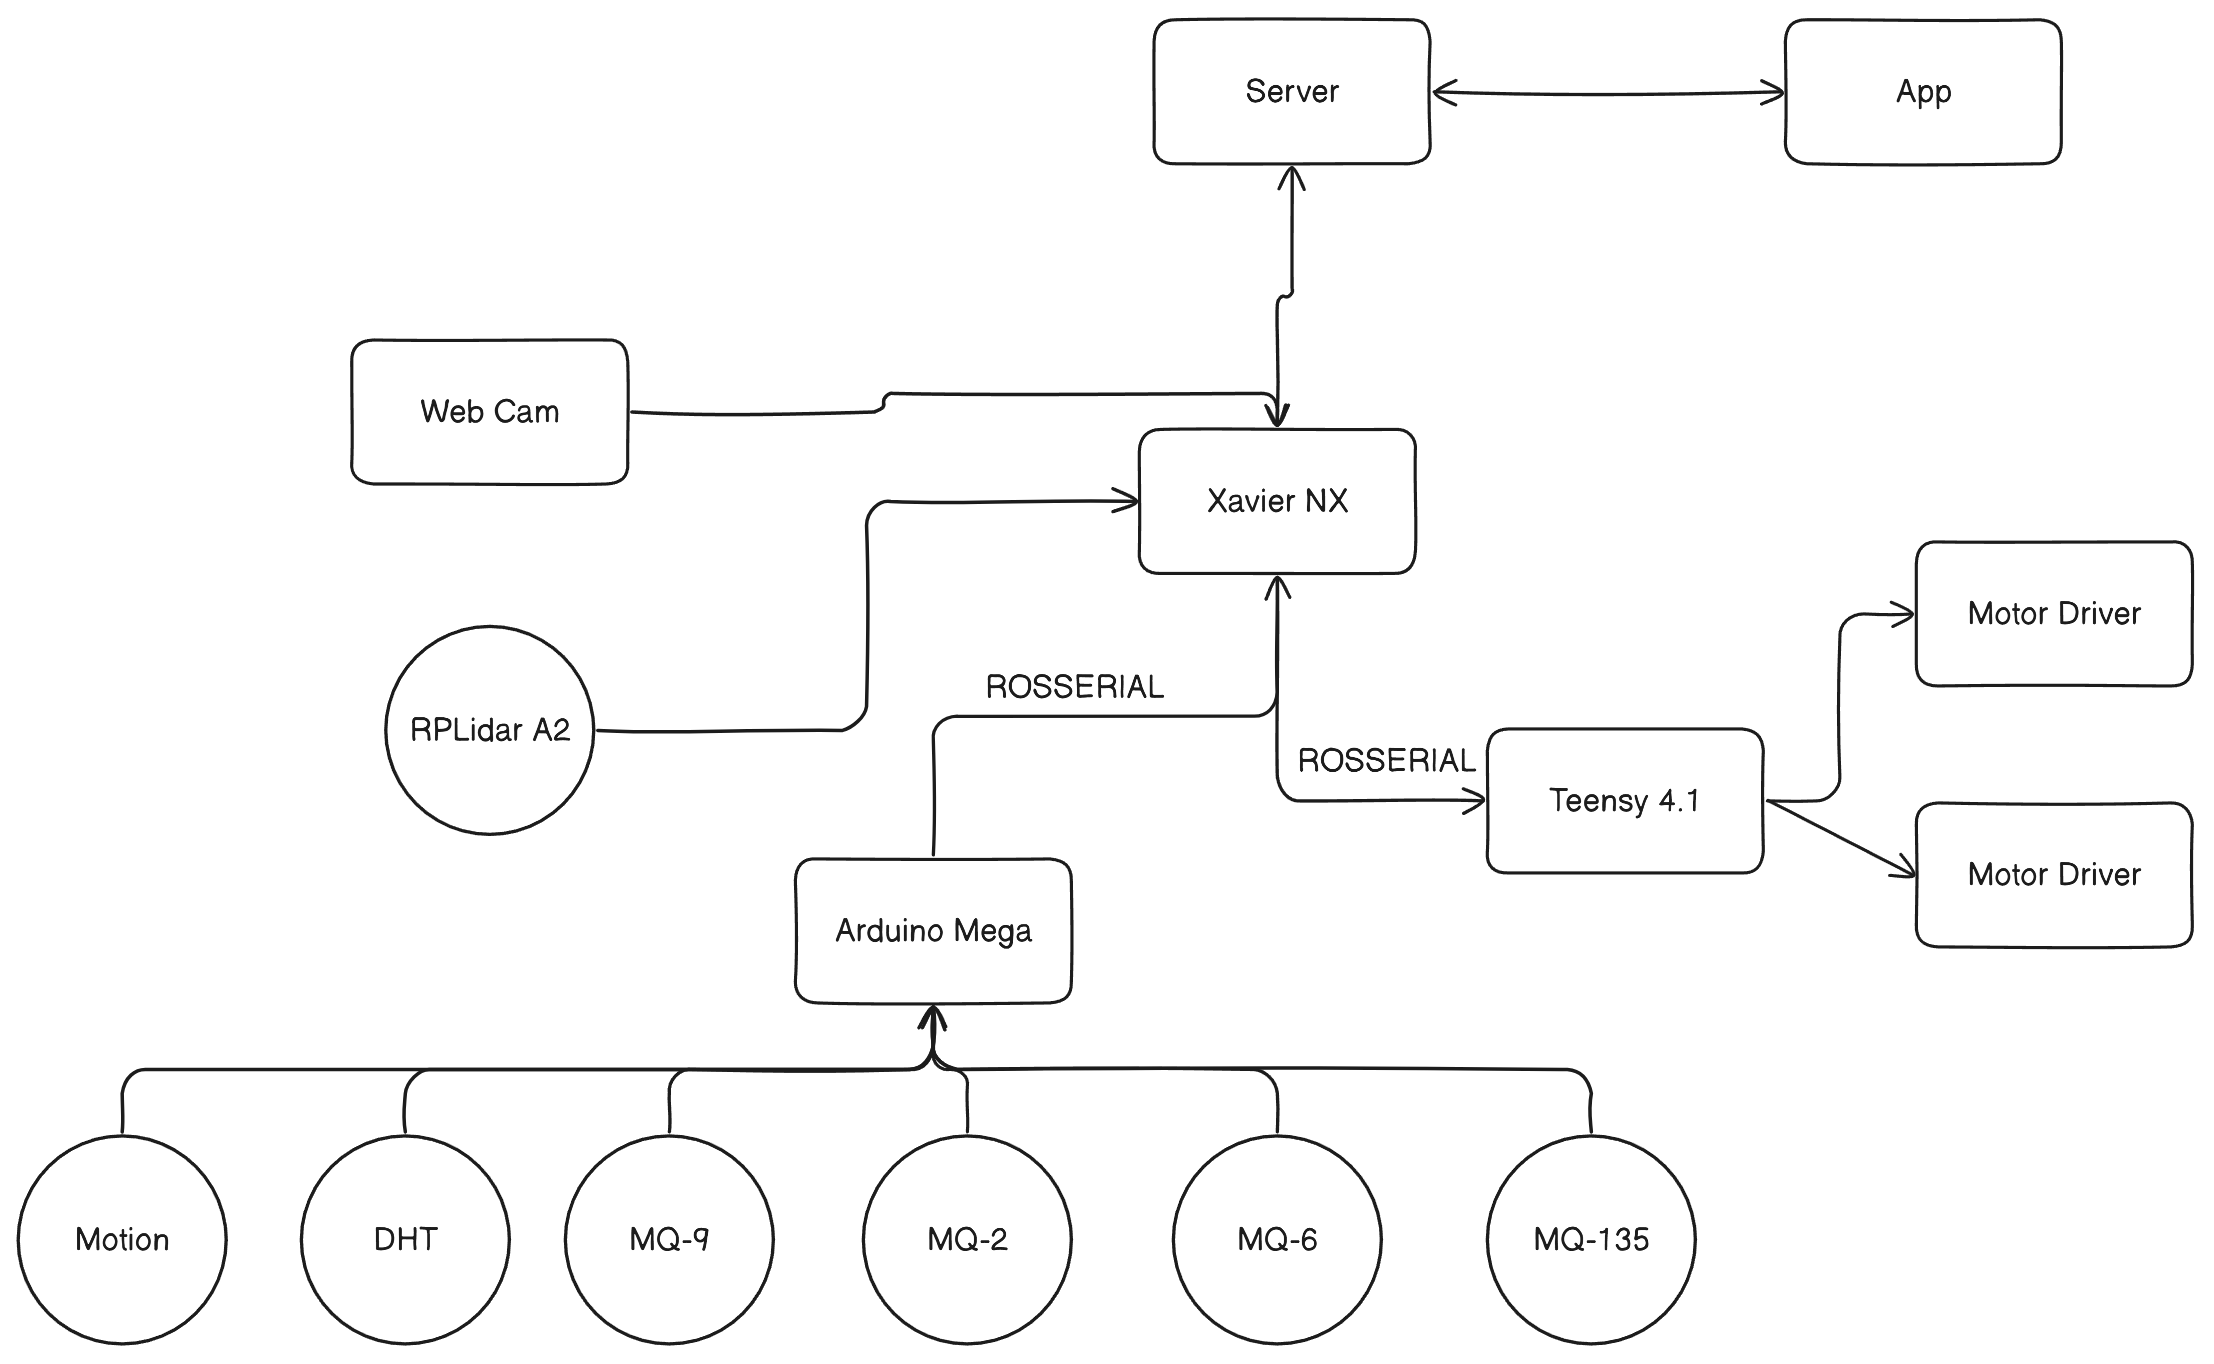 Server
App
Web Cam
Xavier NX
Motor Driver
RPLidar A2
ROSSERIAL
ROSSERIAL
Teensy 4.1
Motor Driver
Arduino Mega
Motion
DHT
MQ-9
MQ-2
MQ-6
MQ-135